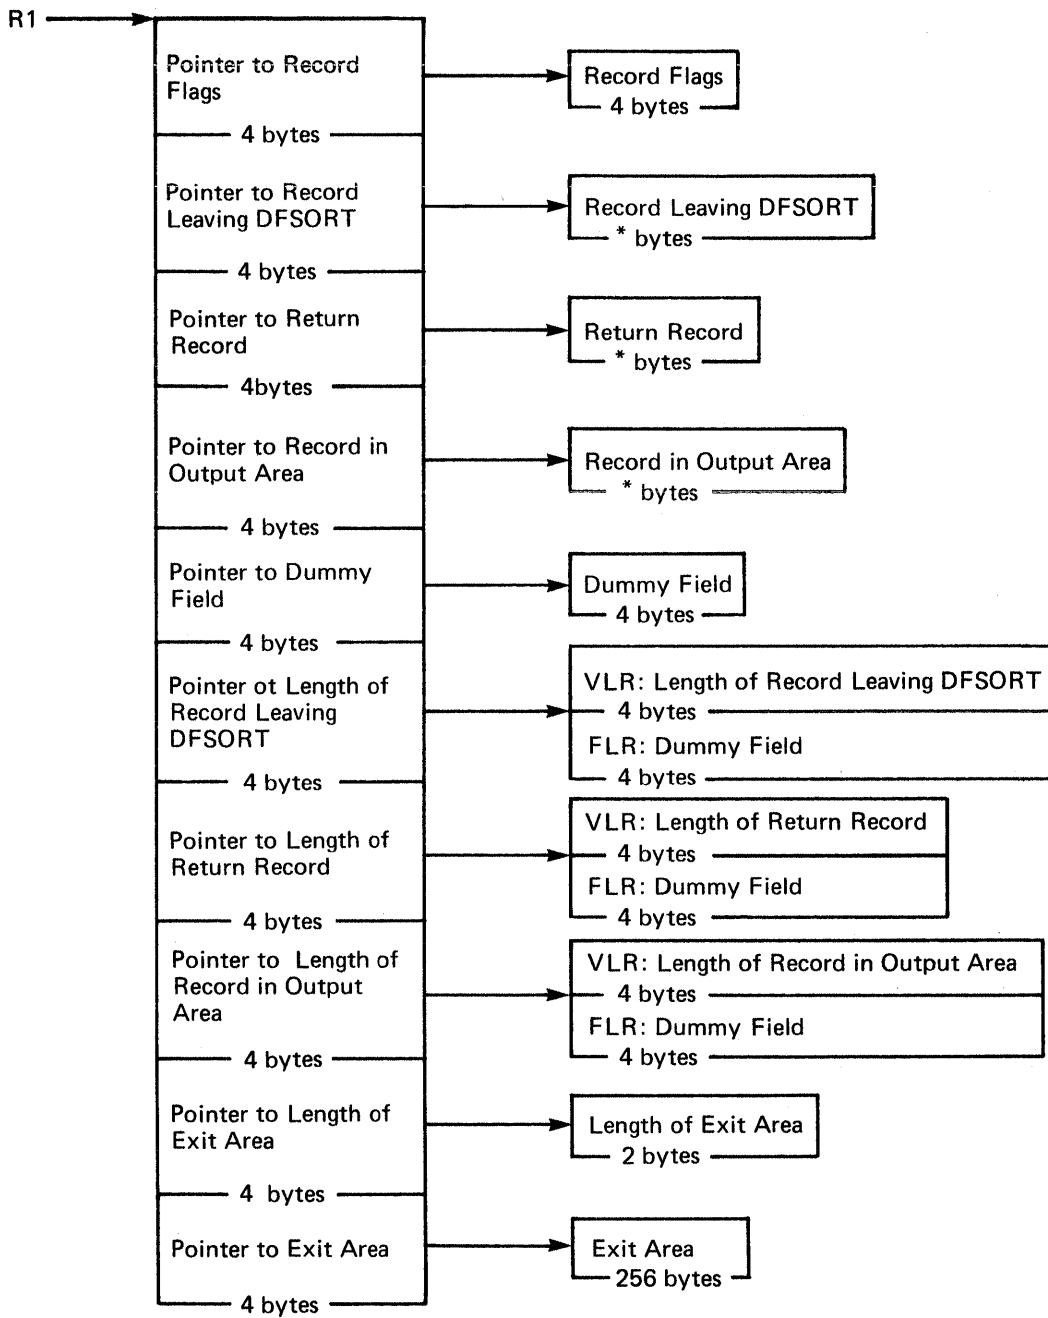 R1
Pointer to Record
Flags
4 bytes
Record Flags
4 bytes
Pointer to Record
Leaving DFSORT
4 bytes
Record Leaving DFSORT
* bytes
Pointer to Return
Record
4bytes
Return Record
* bytes
Pointer to Record in
Output Area
4 bytes
Record in Output Area
* bytes
Pointer to Dummy
Field
4 bytes
Dummy Field
4 bytes
Pointer ot Length of
Record Leaving
DFSORT
4 bytes
VLR: Length of Record Leaving DFSORT
4 bytes
FLR: Dummy Field
4 bytes
Pointer to Length of
Return Record
4 bytes
VLR: Length of Return Record
4 bytes
FLR: Dummy Field
4 bytes
Pointer to Length of
Record in Output
Area
4 bytes
VLR: Length of Record in Output Area
4 bytes
FLR: Dummy Field
4 bytes
Pointer to Length of
Exit Area
4 bytes
Length of Exit Area
2 bytes
Pointer to Exit Area
4 bytes
Exit Area
256 bytes